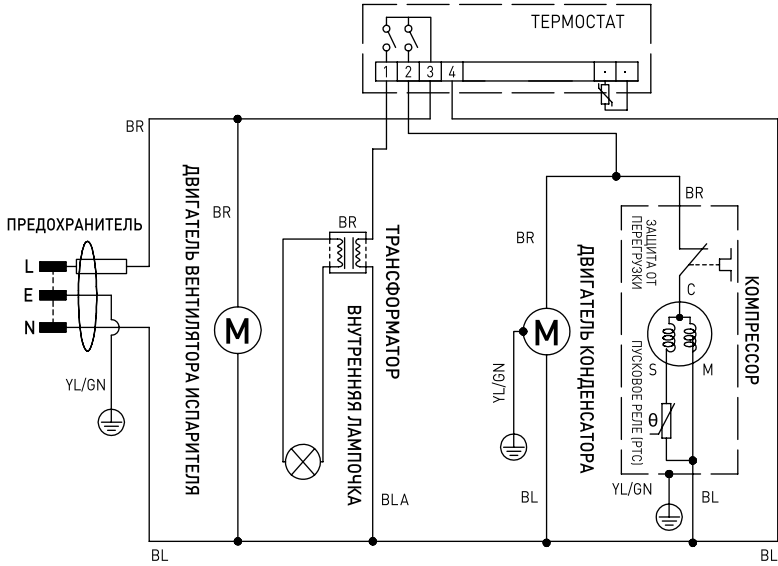 ТЕРМОСТАТ
1 2 3 4
BR
ПРЕДОХРАНИТЕЛЬ
L
E
N
YL/GN
BL
BR
M
ДВИГАТЕЛЬ ВЕНТИЛЯТОРА ИСПАРИТЕЛЯ
BR
ТРАНСФОРМАТОР
ВНУТРЕННЯЯ ЛАМПОЧКА
BLA
BR
M
YL/GN
BL
ДВИГАТЕЛЬ КОНДЕНСАТОРА
BR
ЗАЩИТА ОТ
ПЕРЕГРУЗКИ
C
S
M
ПУСКОВОЕ РЕЛЕ (PTC)
θ
КОМПРЕССОР
YL/GN
BL
BL